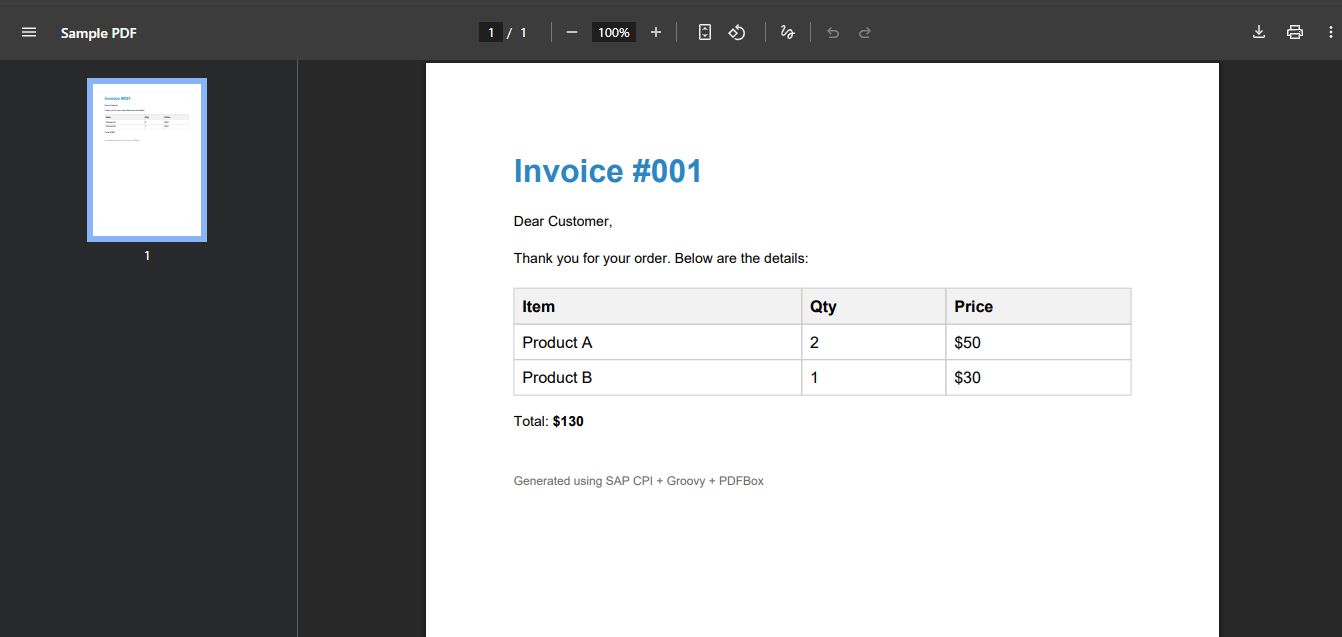 Sample PDF
1 / 1
100%
1
Invoice #001
Dear Customer,
Thank you for your order. Below are the details:
Item Qty Price
Product A 2 $50
Product B 1 $30
Total: $130
Generated using SAP CPI + Groovy + PDFBox